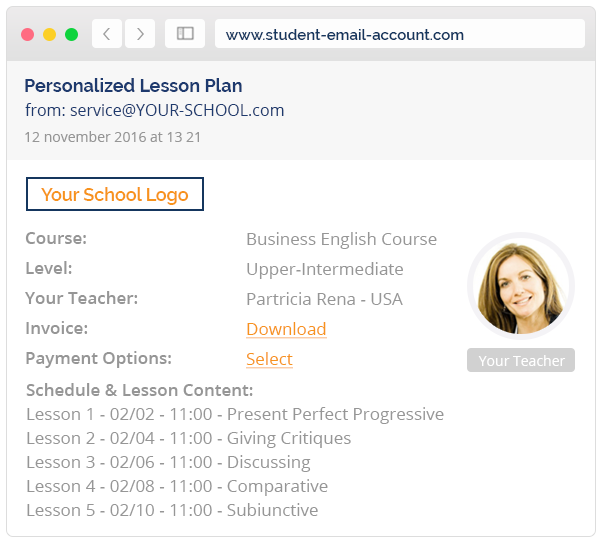 www.student-email-account.com
Personalized Lesson Plan
from: service@YOUR-SCHOOL.com
12 november 2016 at 13 21
Your School Logo
Course: Business English Course
Level: Upper-Intermediate
Your Teacher: Partricia Rena - USA
Invoice: Download
Payment Options: Select
Your Teacher
Schedule & Lesson Content:
Lesson 1 - 02/02 - 11:00 - Present Perfect Progressive
Lesson 2 - 02/04 - 11:00 - Giving Critiques
Lesson 3 - 02/06 - 11:00 - Discussing
Lesson 4 - 02/08 - 11:00 - Comparative
Lesson 5 - 02/10 - 11:00 - Subiunctive